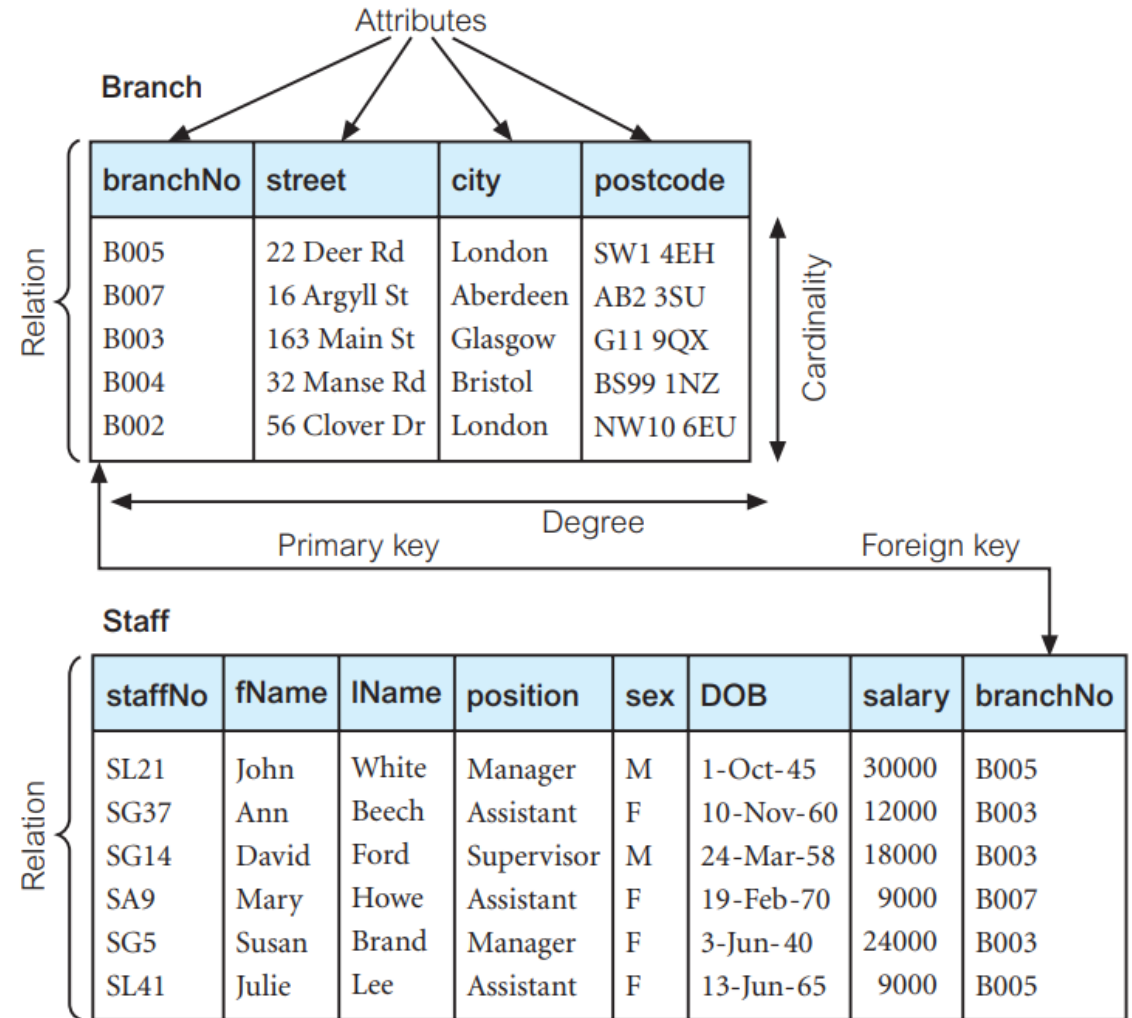 Attributes
Branch
branchNo street city postcode
B005 22 Deer Rd London SW1 4EH
B007 16 Argyll St Aberdeen AB2 3SU
B003 163 Main St Glasgow G11 9QX
B004 32 Manse Rd Bristol BS99 1NZ
B002 56 Clover Dr London NW10 6EU
Relation
Cardinality
Degree
Primary key Foreign key
Staff
staffNo fName lName position sex DOB salary branchNo
SL21 John White Manager M 1-Oct-45 30000 B005
SG37 Ann Beech Assistant F 10-Nov-60 12000 B003
SG14 David Ford Supervisor M 24-Mar-58 18000 B003
SA9 Mary Howe Assistant F 19-Feb-70 9000 B007
SG5 Susan Brand Manager F 3-Jun-40 24000 B003
SL41 Julie Lee Assistant F 13-Jun-65 9000 B005
Relation